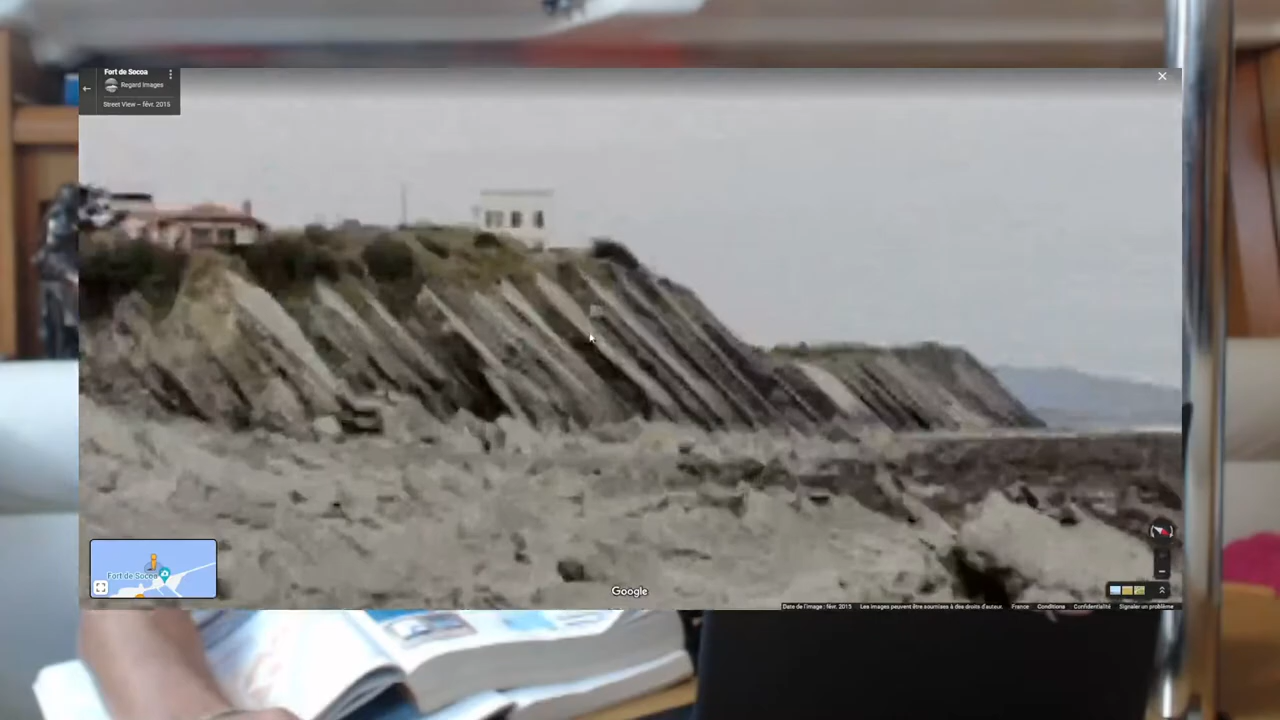 Fort de Socoa
Regard Images
Street View – févr. 2015
Fort de Socoa
Google
Date de l'image : févr. 2015 Les images peuvent être soumises à des droits d'auteur. France Conditions Confidentialité Signaler un problème